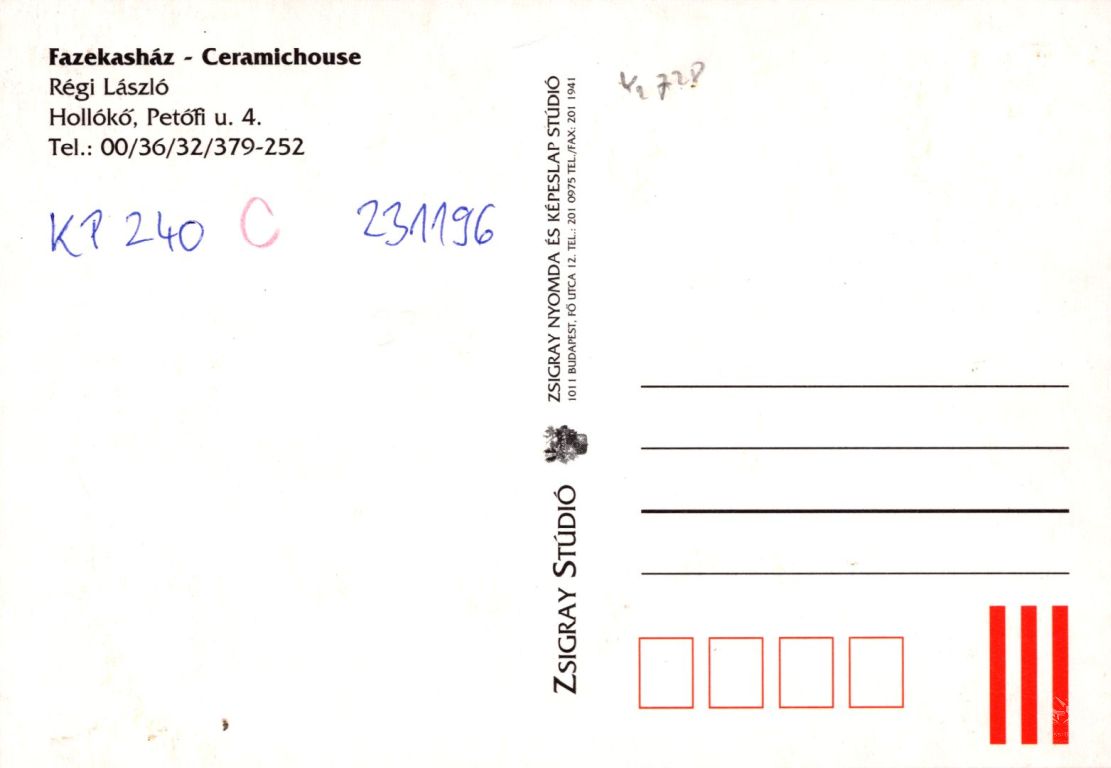 Fazekasház - Ceramichouse
Régi László
Hollókő, Petőfi u. 4.
Tel.: 00/36/32/379-252
KP 240 C 231196
ZSIGRAY NYOMDA ÉS KÉPESLAP STÚDIÓ
1011 BUDAPEST, FŐ UTCA 12. TEL.: 201 0975 TEL./FAX: 201 1941
ZSIGRAY STÚDIÓ